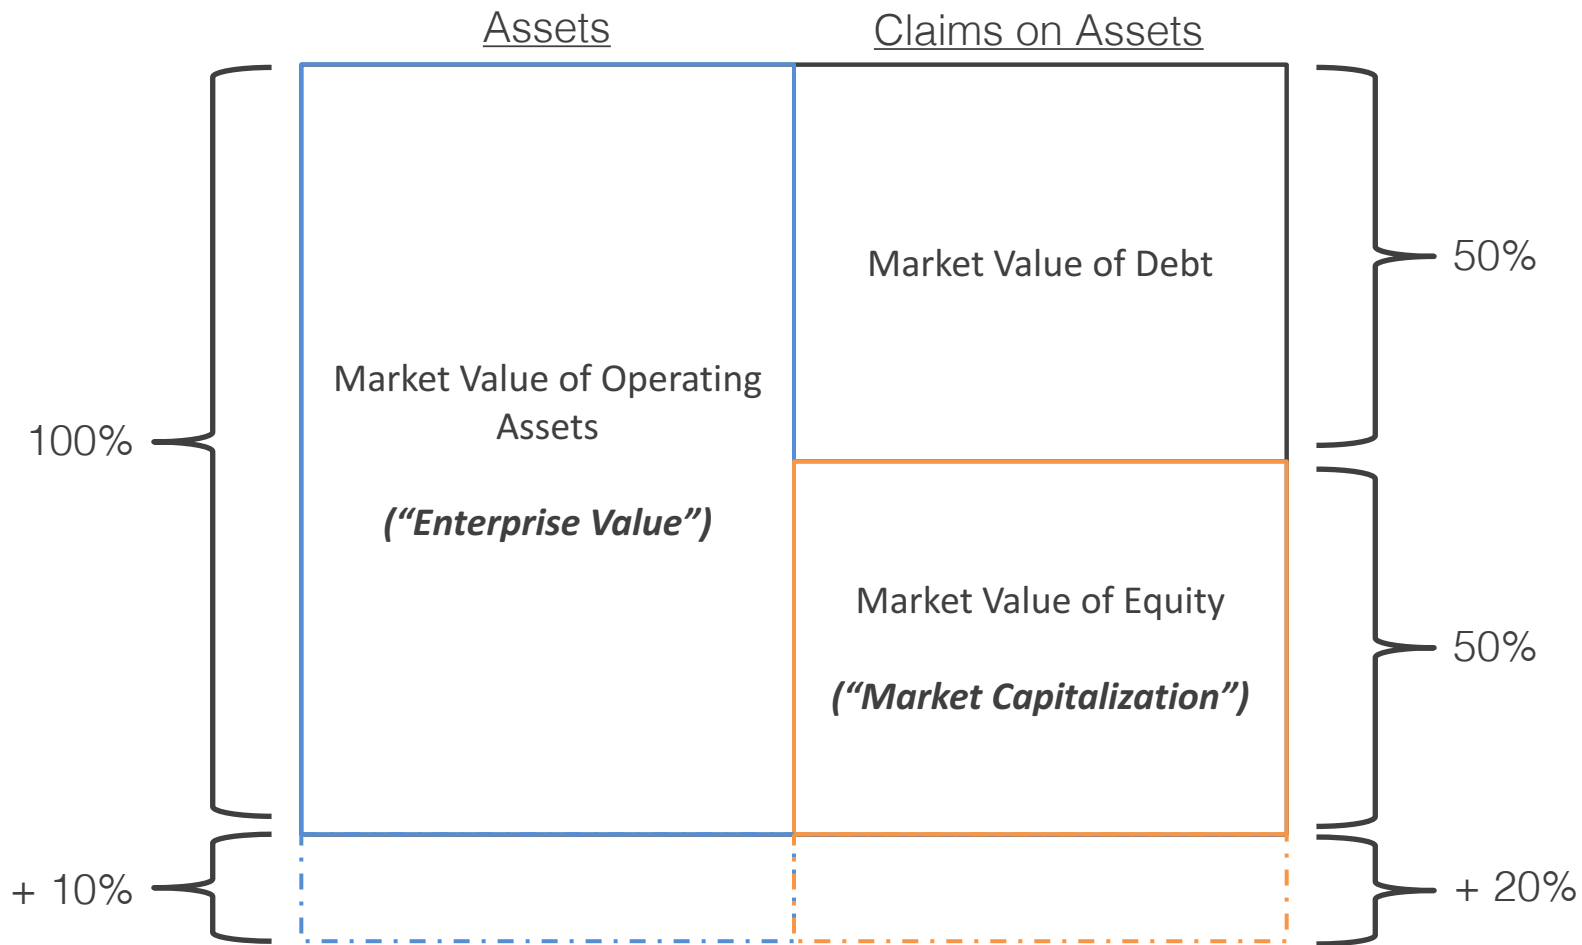 Assets
Claims on Assets
Market Value of Debt
50%
Market Value of Operating
Assets
100%
(“Enterprise Value”)
Market Value of Equity
50%
(“Market Capitalization”)
+ 10%
+ 20%